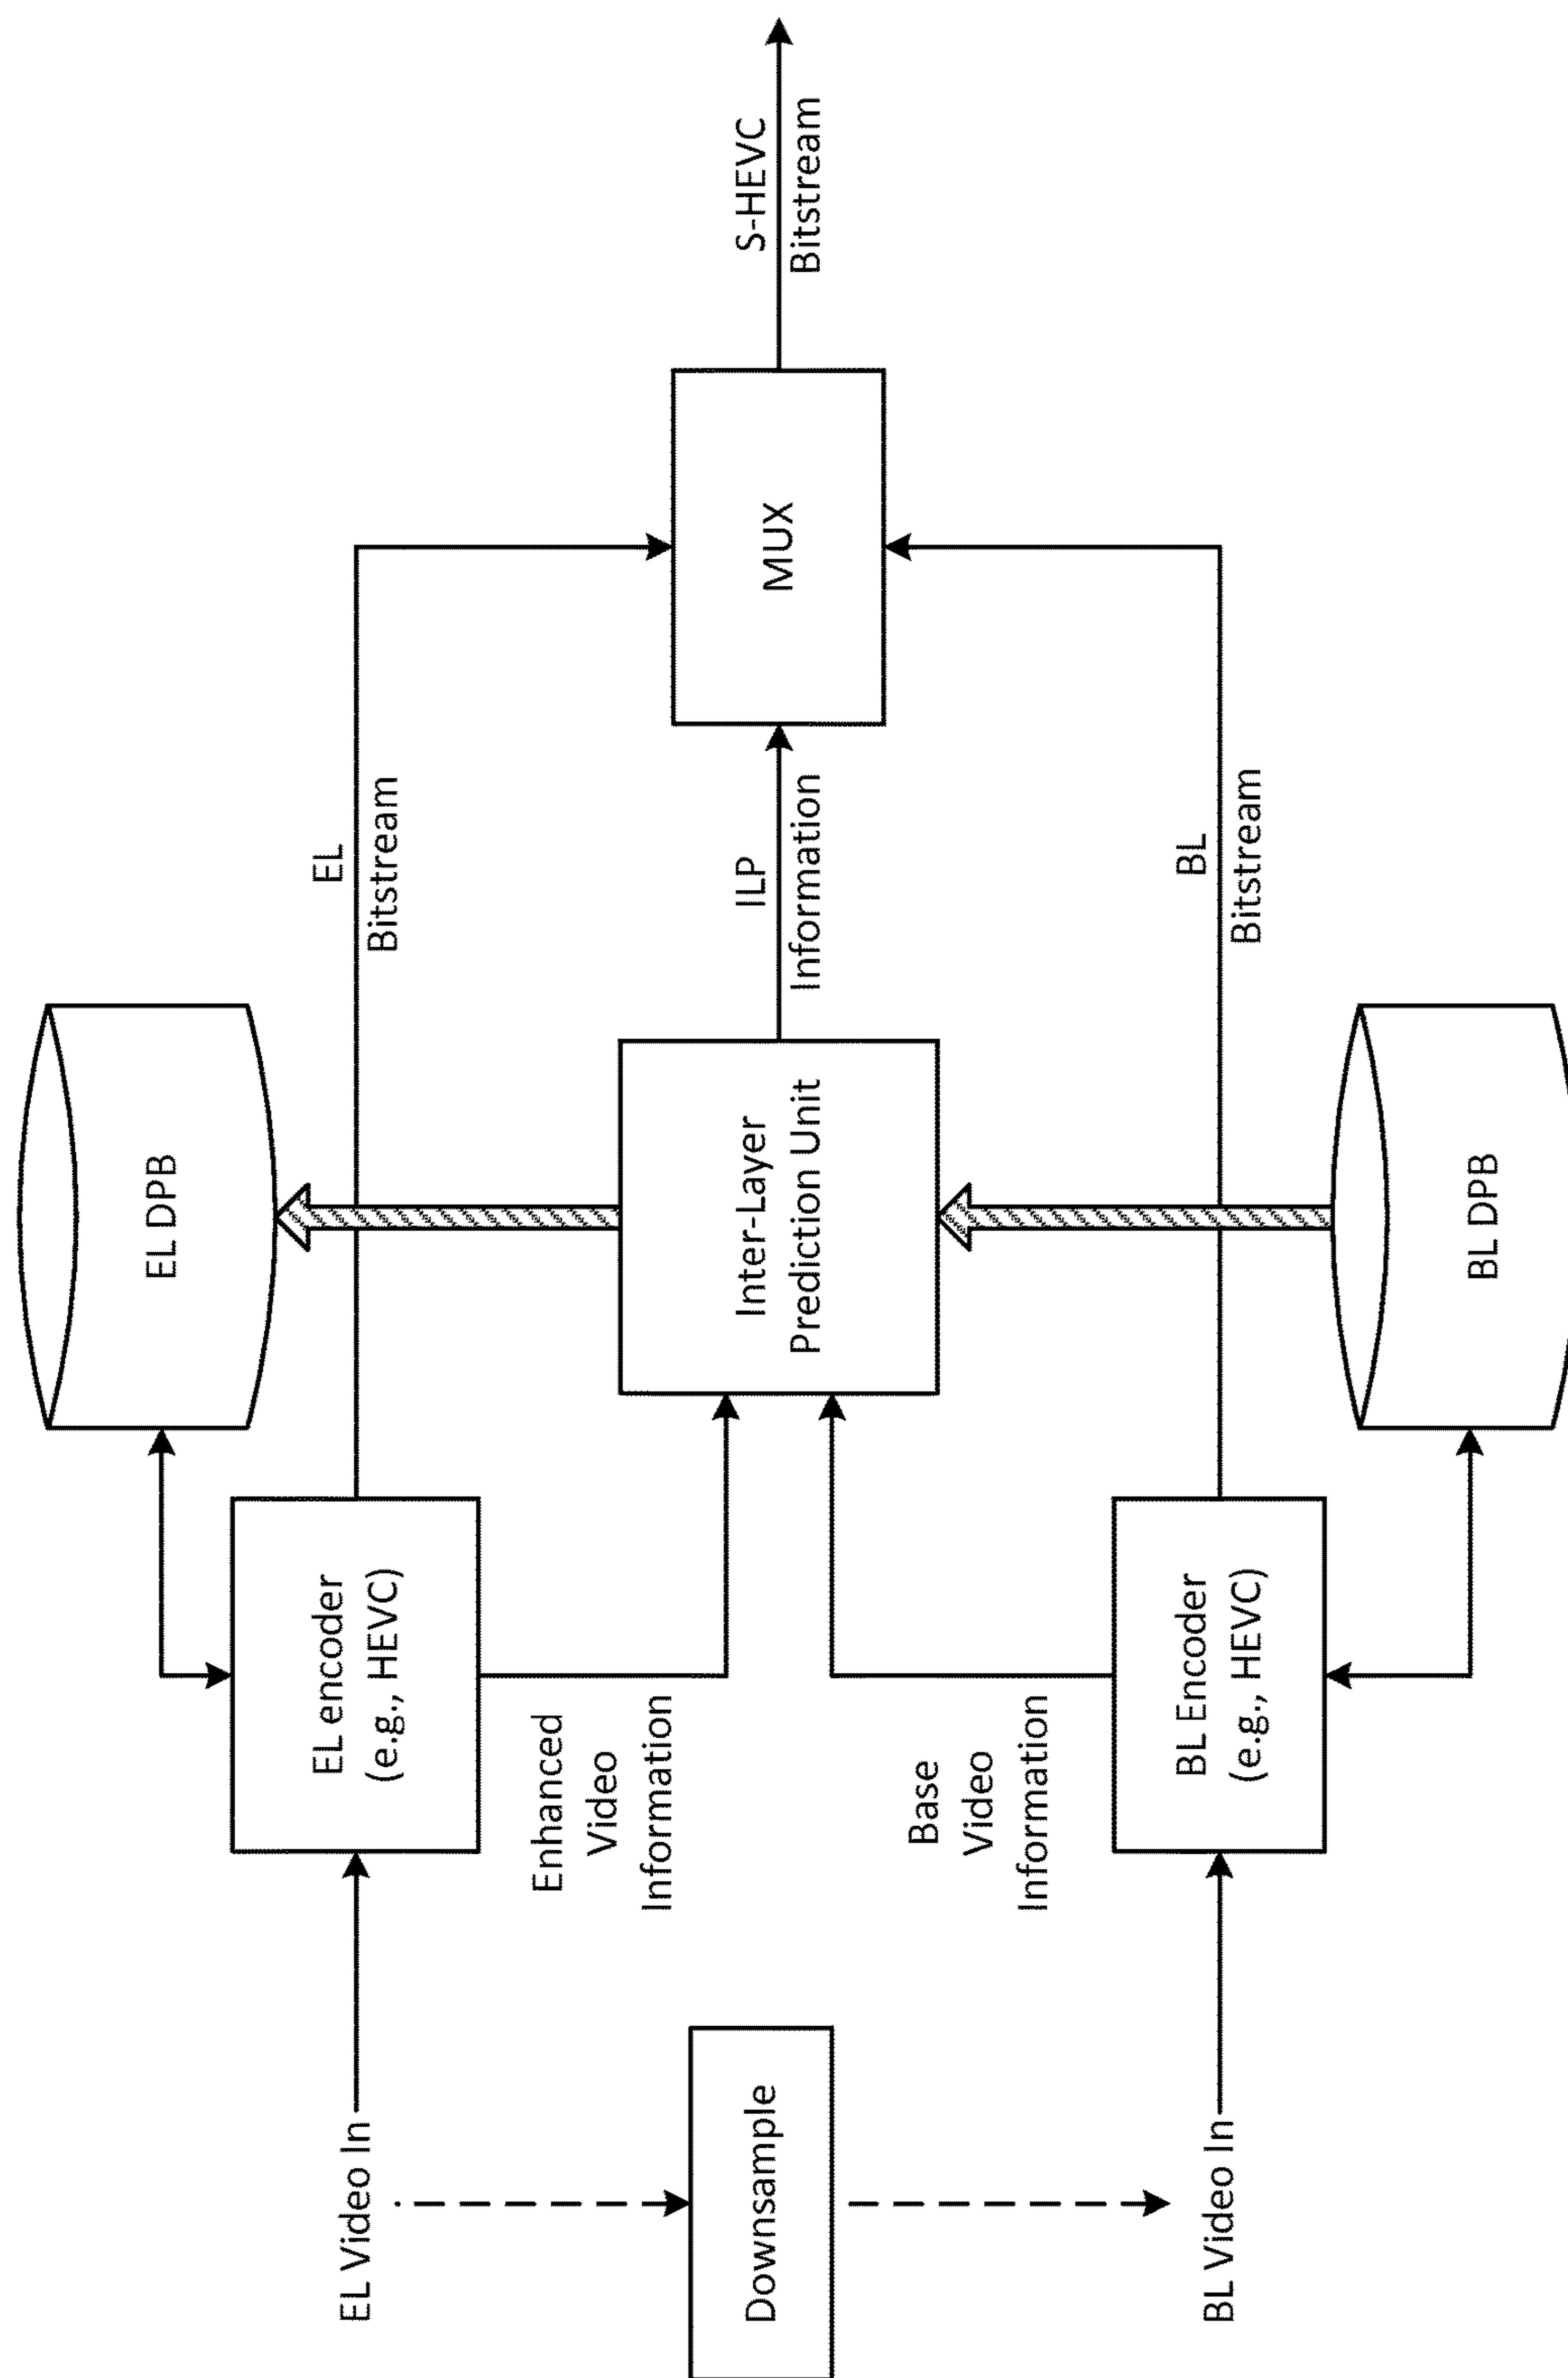 EL DPB
EL Video In
EL encoder
(e.g., HEVC)
EL
Bitstream
Enhanced
Video
Information
Downsample
Inter-Layer
Prediction Unit
ILP
Information
MUX
S-HEVC
Bitstream
Base
Video
Information
BL Video In
BL Encoder
(e.g., HEVC)
BL
Bitstream
BL DPB